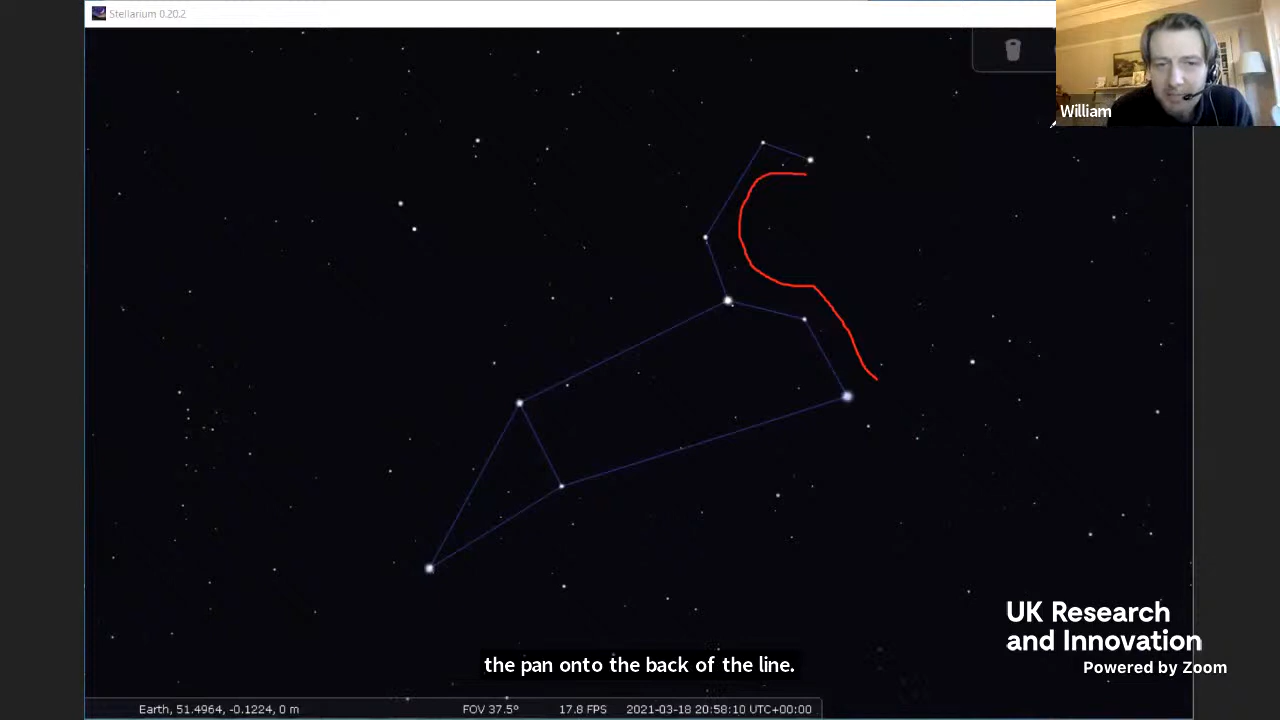 Stellarium 0.20.2
William
UK Research
and Innovation
Powered by Zoom
the pan onto the back of the line.
Earth, 51.4964, -0.1224, 0 m FOV 37.5° 17.8 FPS 2021-03-18 20:58:10 UTC+00:00